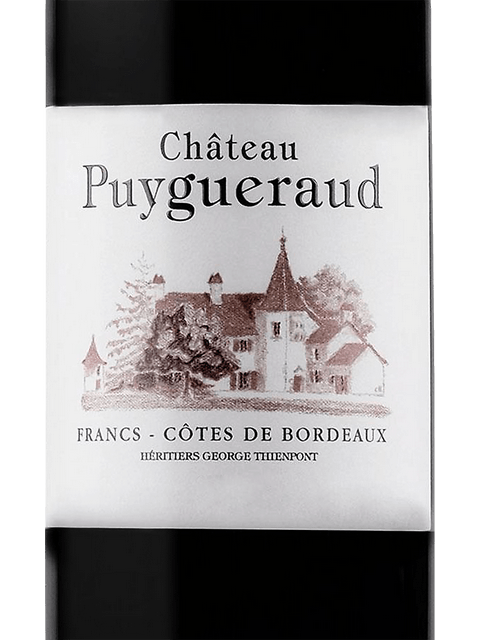 Château
Puygueraud
FRANCS - CÔTES DE BORDEAUX
HÉRITIERS GEORGE THIENPONT